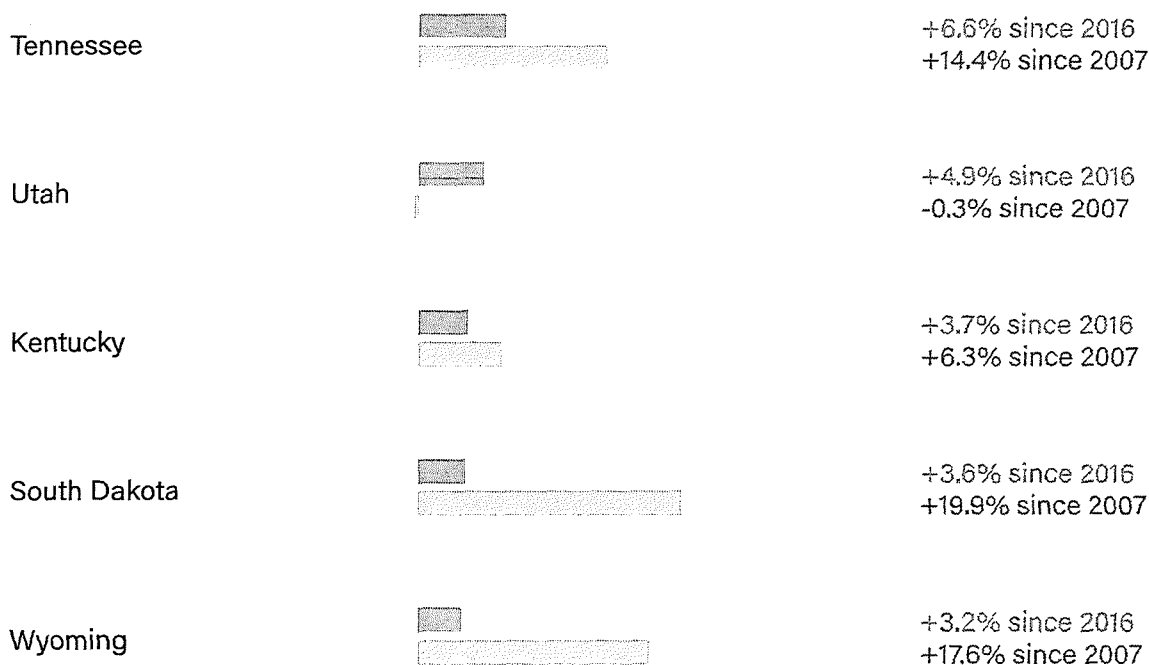 Tennessee
+6.6% since 2016
+14.4% since 2007
Utah
+4.9% since 2016
-0.3% since 2007
Kentucky
+3.7% since 2016
+6.3% since 2007
South Dakota
+3.6% since 2016
+19.9% since 2007
Wyoming
+3.2% since 2016
+17.6% since 2007